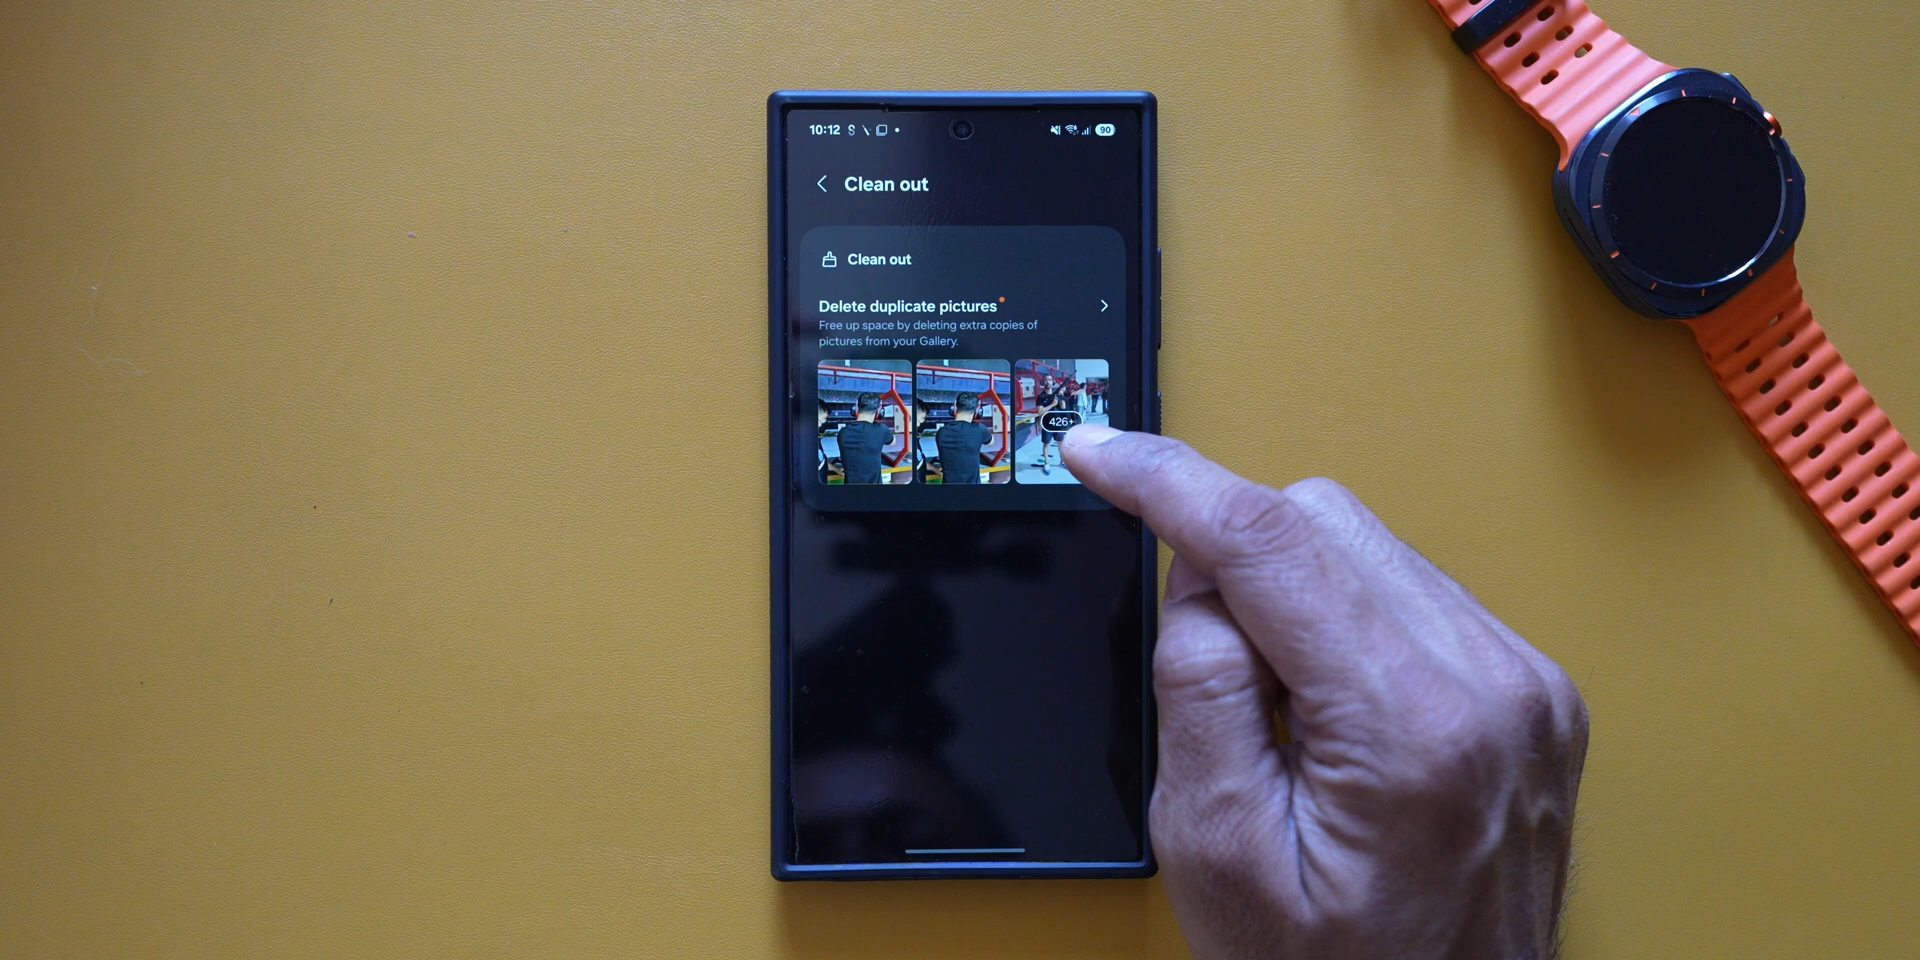 10:12
90
Clean out
Clean out
Delete duplicate pictures
Free up space by deleting extra copies of
pictures from your Gallery.
426+